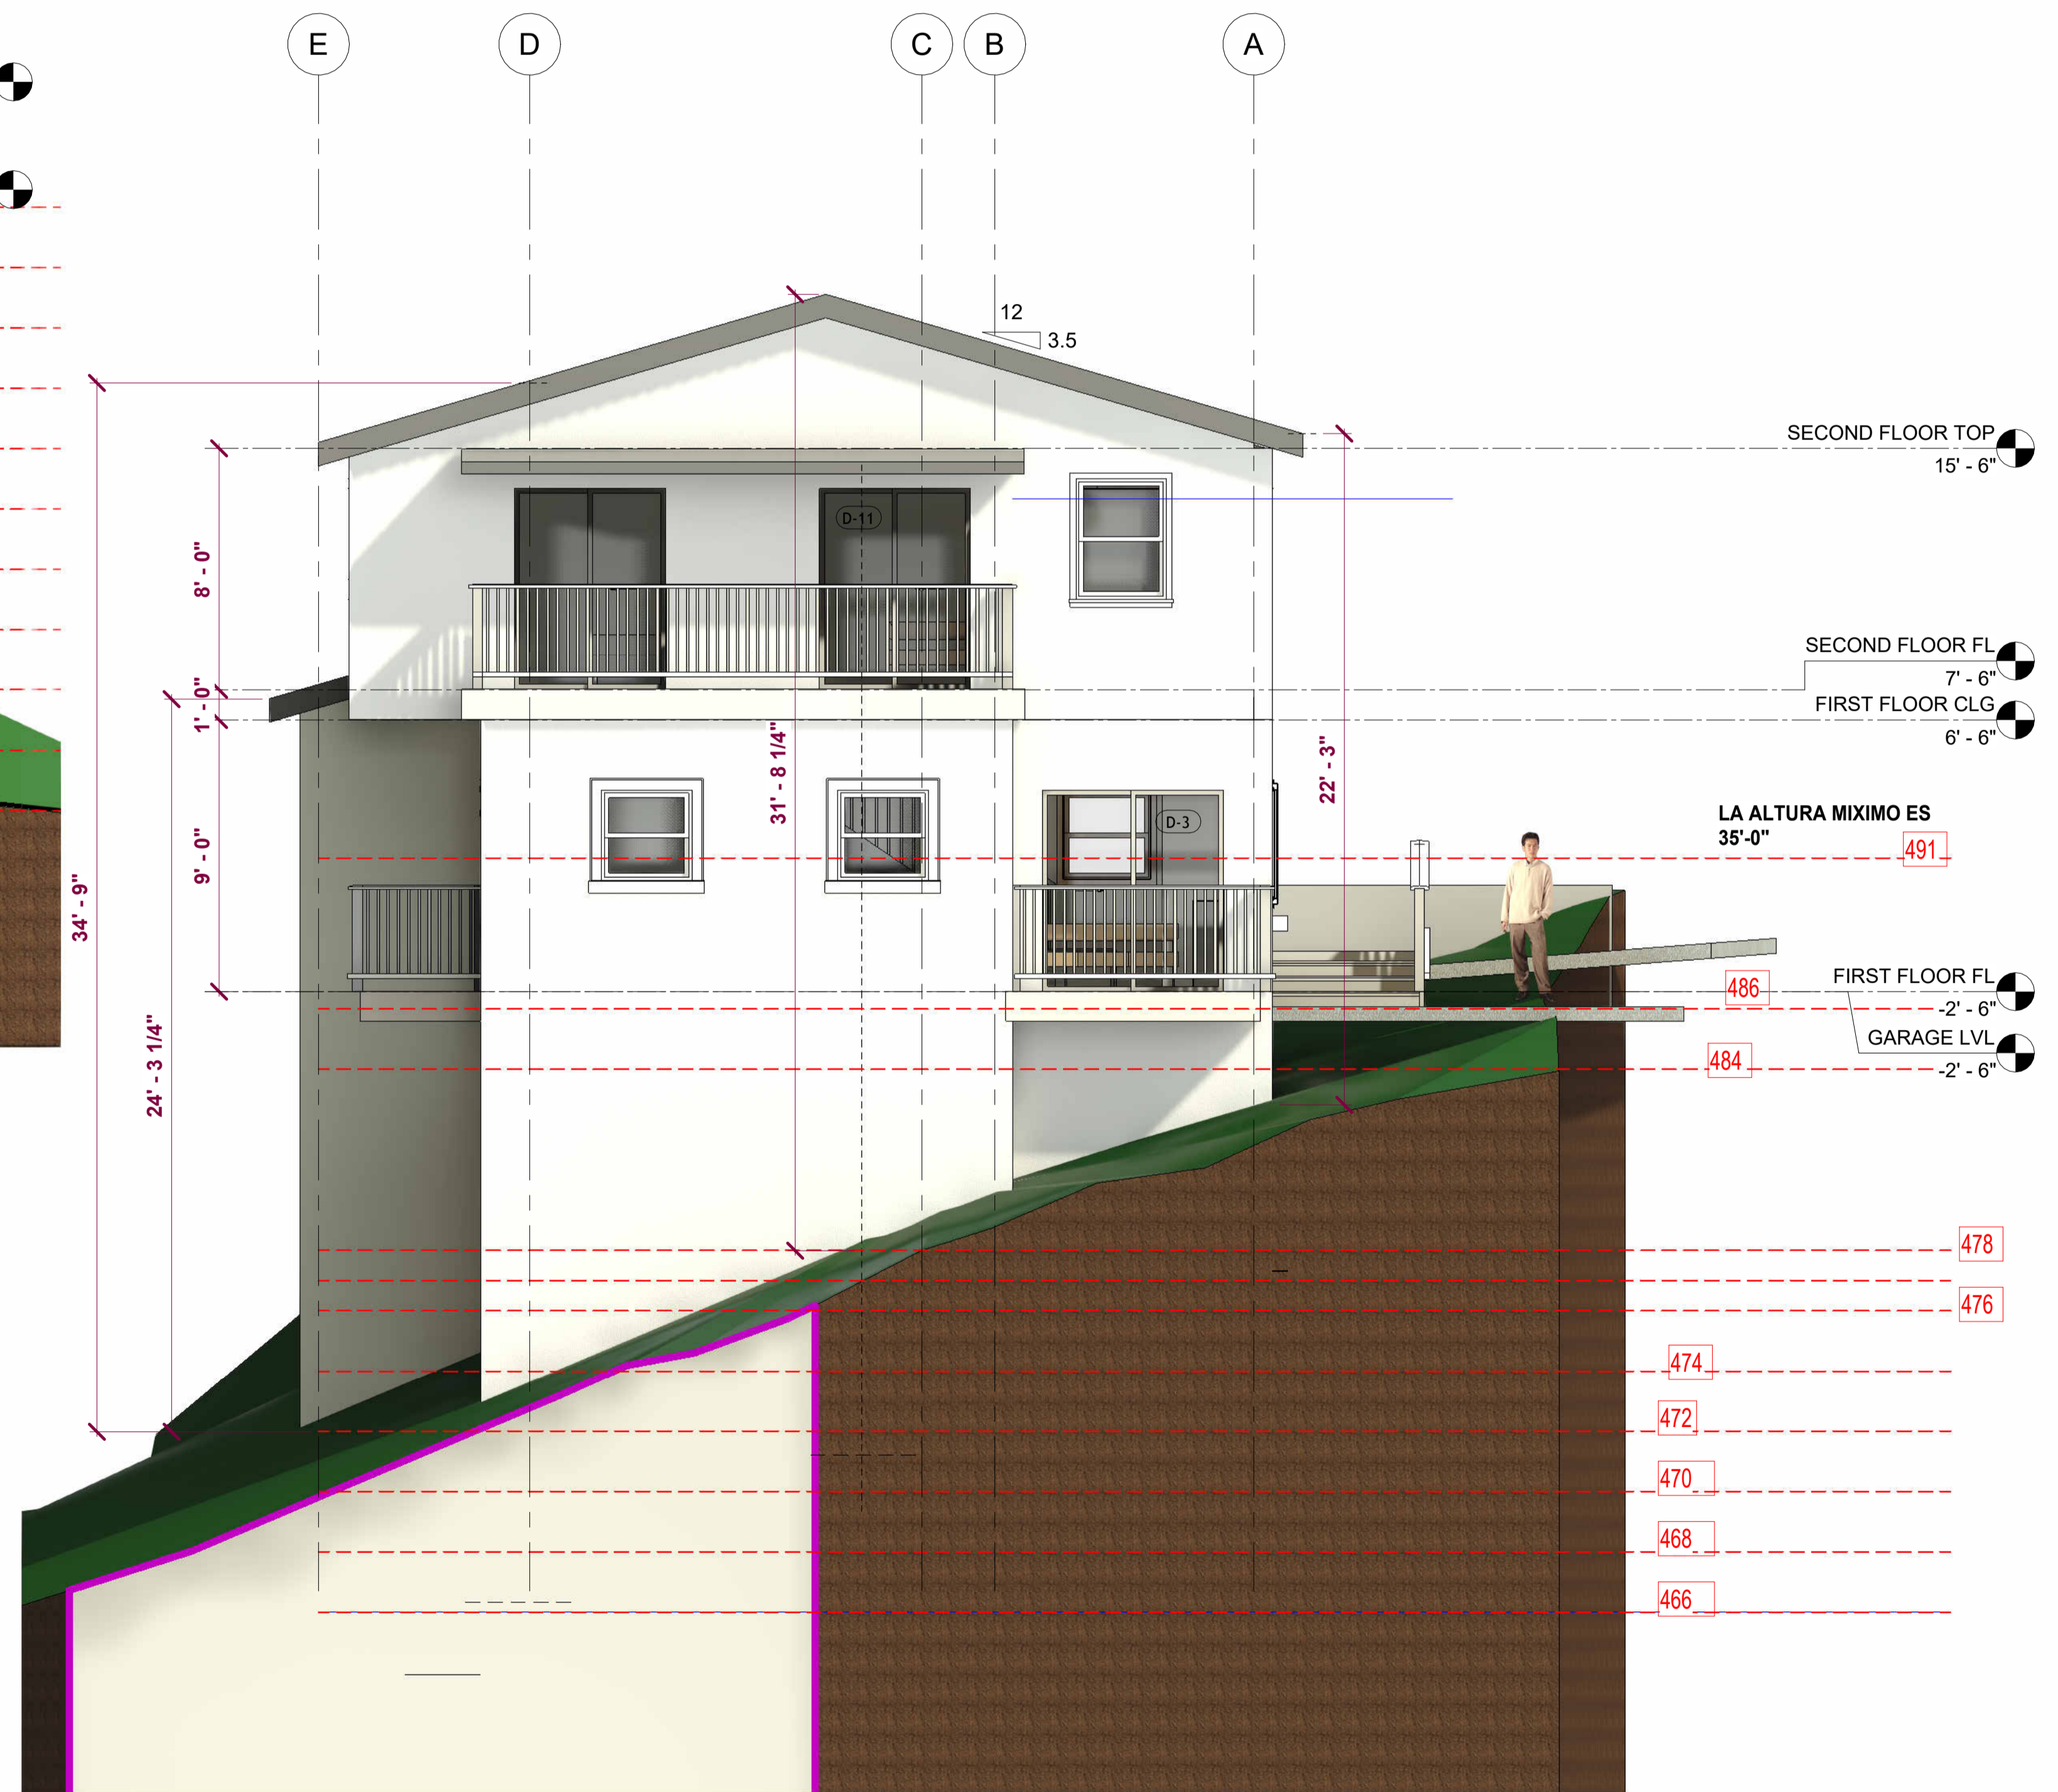 E
D
C
B
A
12
3.5
SECOND FLOOR TOP
15' - 6"
8' - 0"
D-11
SECOND FLOOR FL
7' - 6"
1' - 0"
FIRST FLOOR CLG
6' - 6"
31' - 8 1/4"
22' - 3"
9' - 0"
D-3
LA ALTURA MIXIMO ES
35'-0"
491
34' - 9"
24' - 3 1/4"
486
FIRST FLOOR FL
-2' - 6"
GARAGE LVL
-2' - 6"
484
478
476
474
472
470
468
466